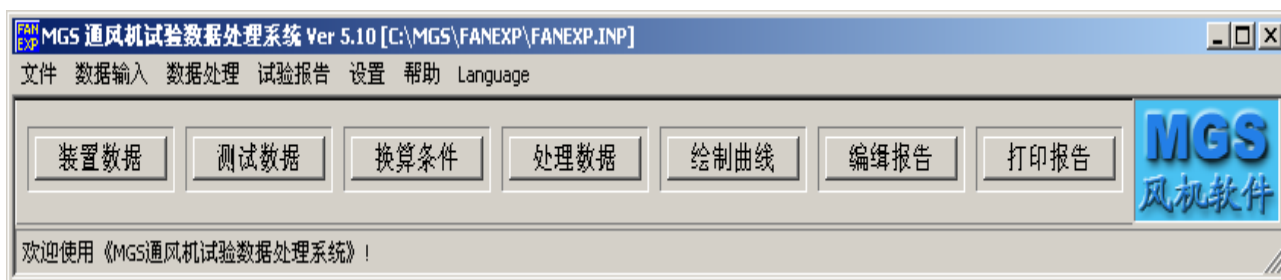 FAN EXP MGS 通风机试验数据处理系统 Ver 5.10 [C:\MGS\FANEXP\FANEXP.INP]
文件 数据输入 数据处理 试验报告 设置 帮助 Language
装置数据 测试数据 换算条件 处理数据 绘制曲线 编缉报告 打印报告
MGS
风机软件
欢迎使用《MGS通风机试验数据处理系统》!